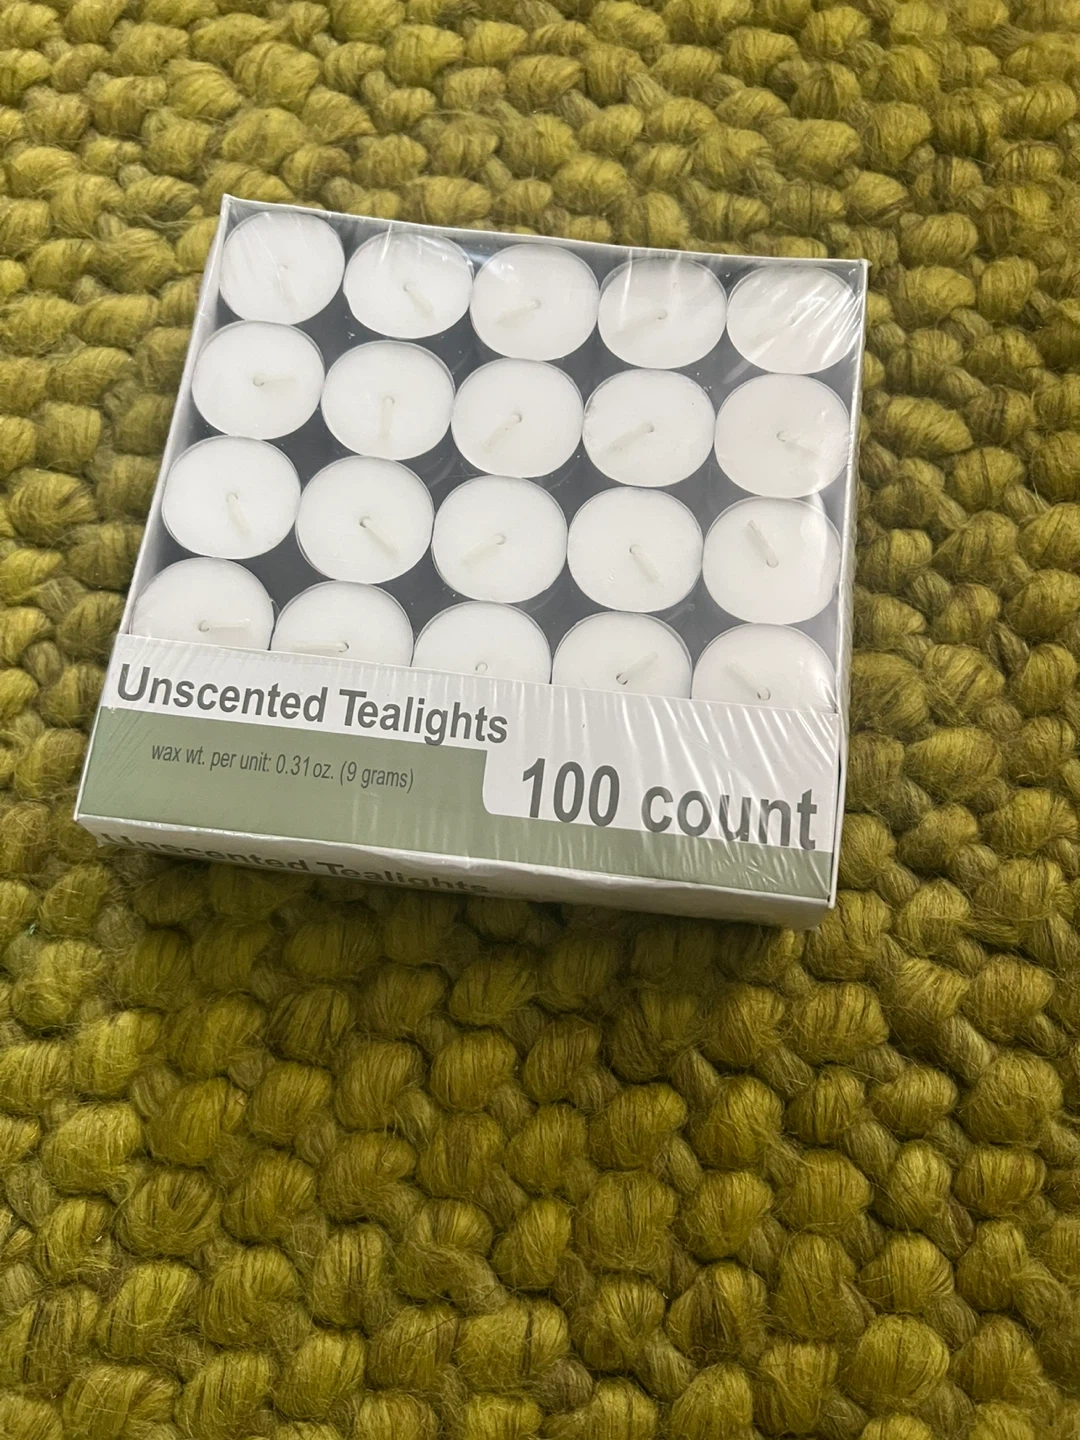 Unscented Tealights
wax wt. per unit: 0.31 oz. (9 grams)
100 count
Unscented Tealights